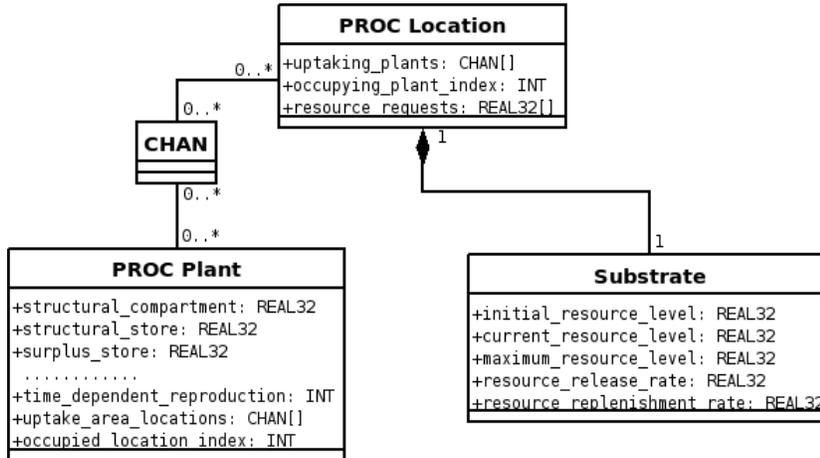 PROC Location
+uptaking_plants: CHAN[]
+occupying_plant_index: INT
+resource_requests: REAL32[]
0..*
0..*
CHAN
1
0..*
0..*
1
PROC Plant
+structural_compartment: REAL32
+structural_store: REAL32
+surplus_store: REAL32
............
+time_dependent_reproduction: INT
+uptake_area_locations: CHAN[]
+occupied_location_index: INT
Substrate
+initial_resource_level: REAL32
+current_resource_level: REAL32
+maximum_resource_level: REAL32
+resource_release_rate: REAL32
+resource_replenishment_rate: REAL32